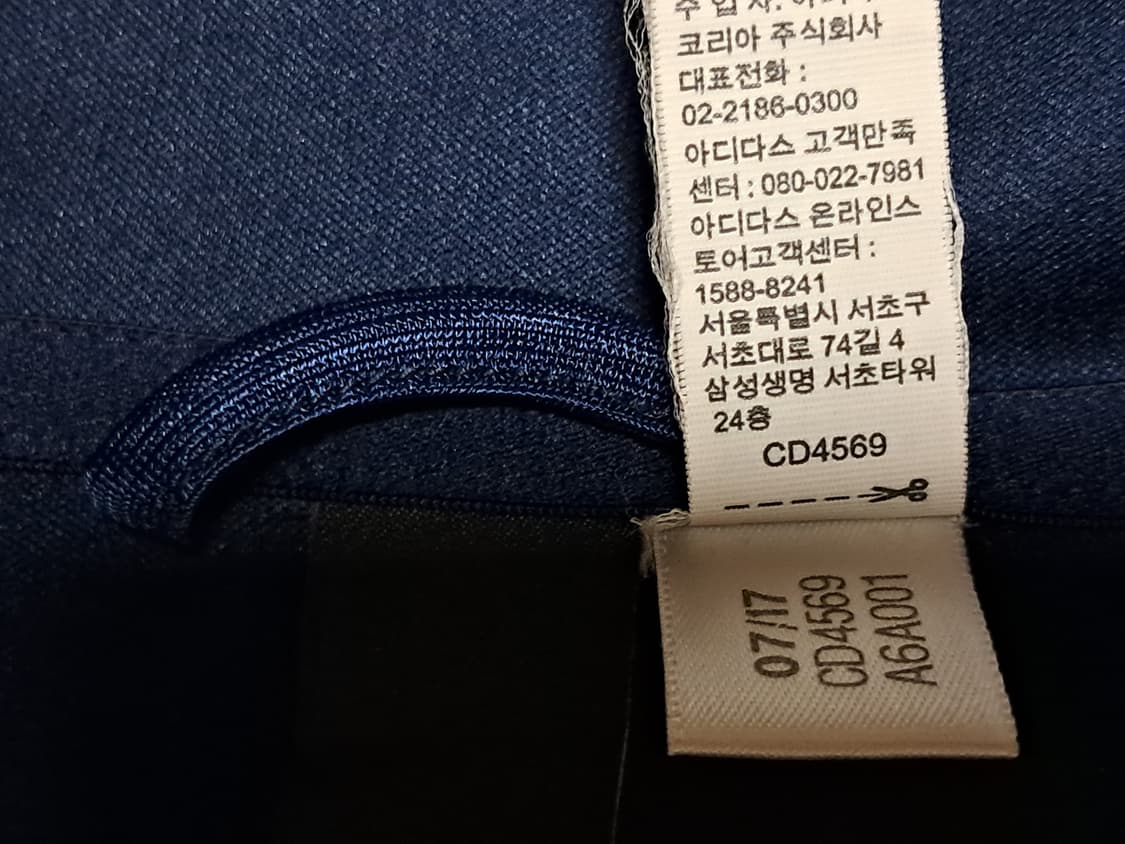 코리아 주식회사
대표전화 :
02-2186-0300
아디다스 고객만족
센터 : 080-022-7981
아디다스 온라인스
토어고객센터 :
1588-8241
서울특별시 서초구
서초대로 74길 4
삼성생명 서초타워
24층
CD4569
07/17
CD4569
A6A001